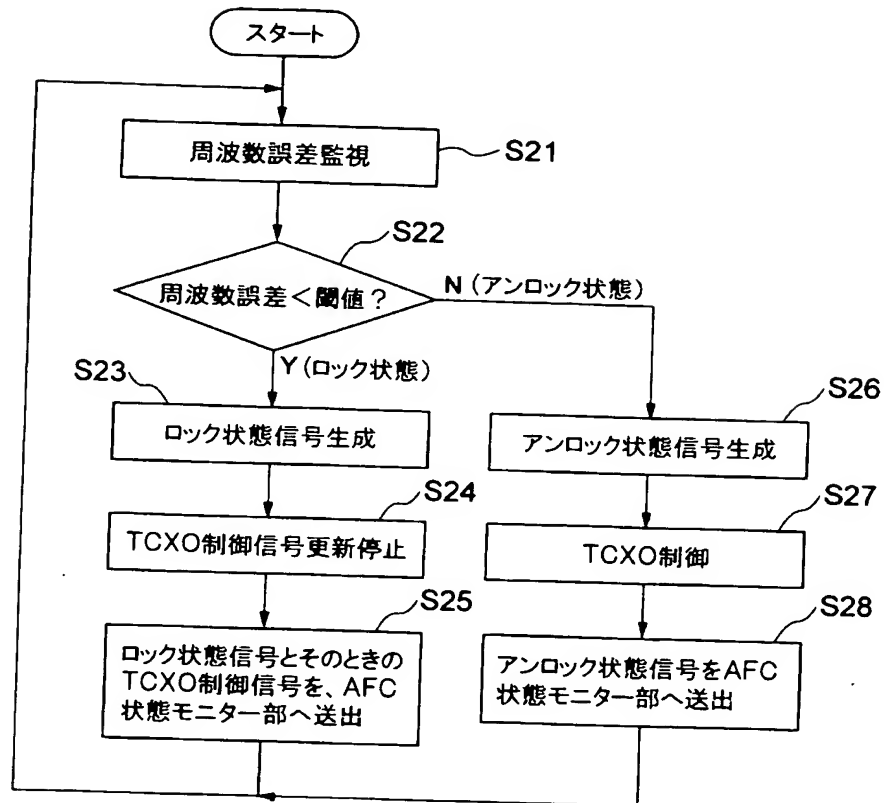 スタート
周波数誤差監視
S21
S22
周波数誤差<閾値?
N(アンロック状態)
Y(ロック状態)
S23
ロック状態信号生成
S24
TCXO制御信号更新停止
S25
ロック状態信号とそのときの
TCXO制御信号を、AFC
状態モニター部へ送出
S26
アンロック状態信号生成
S27
TCXO制御
S28
アンロック状態信号をAFC
状態モニター部へ送出